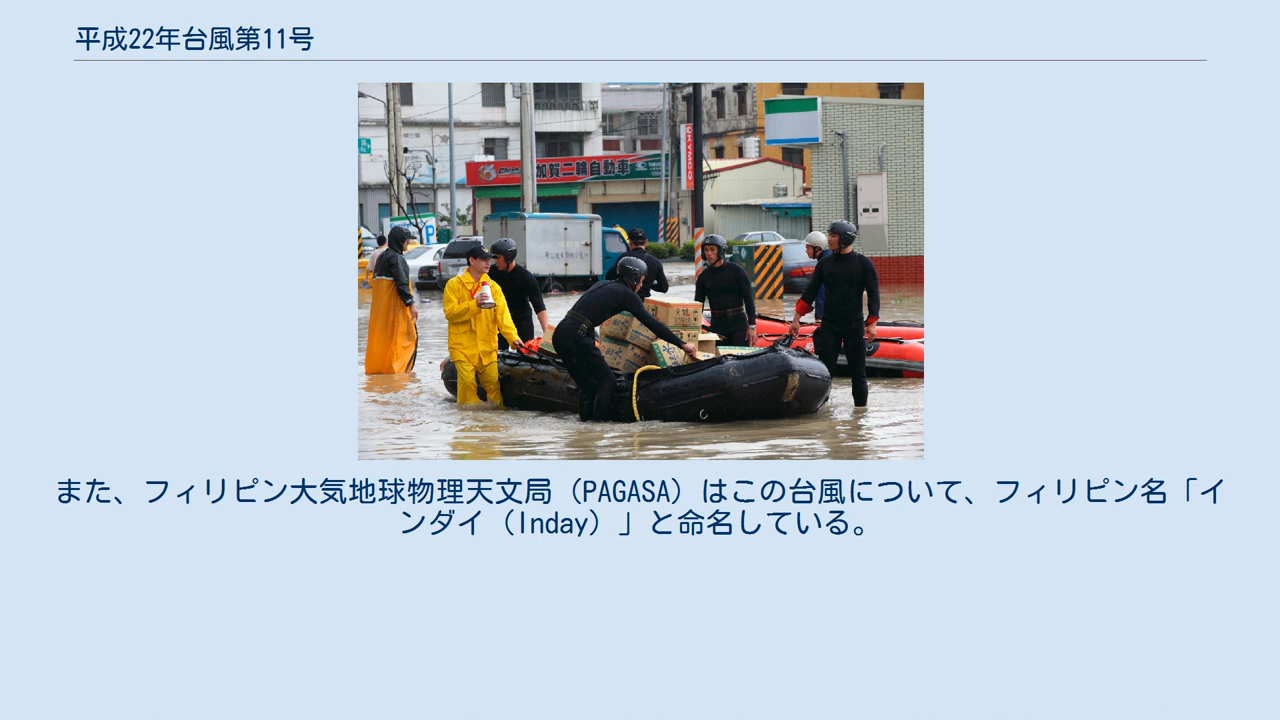 平成22年台風第11号
加賀二輪自動車
KYMCO
また、フィリピン大気地球物理天文局（PAGASA）はこの台風について、フィリピン名「イ
ンダイ（Inday）」と命名している。